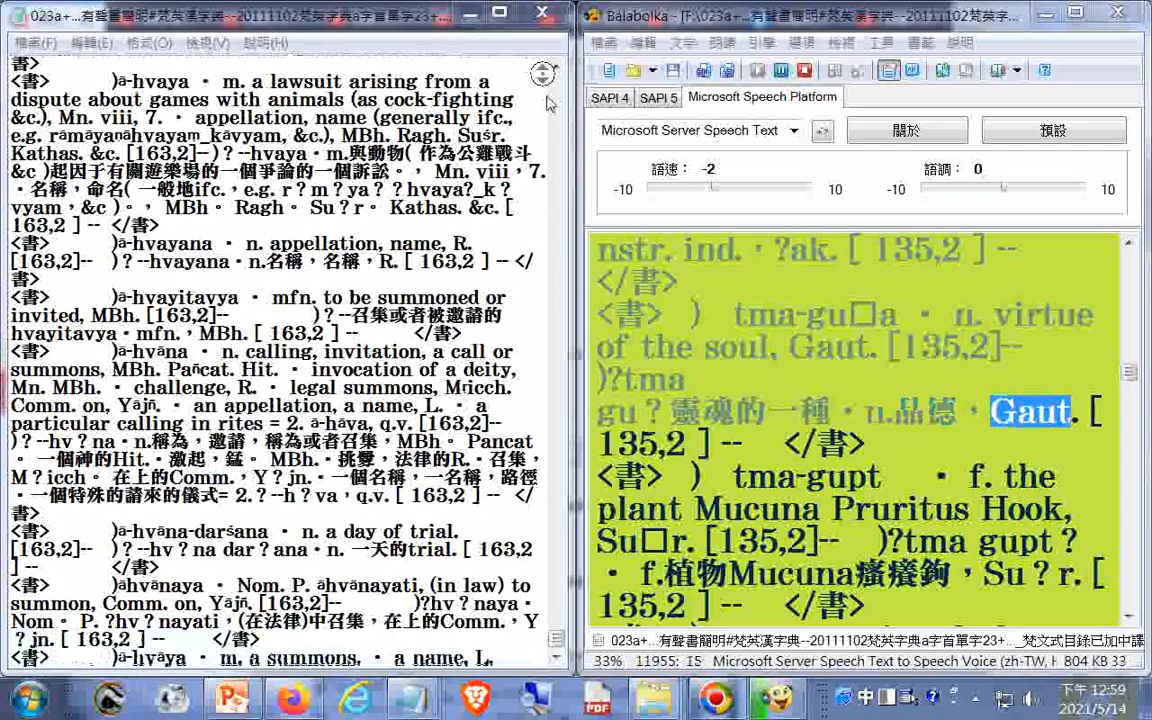 023a+...有聲書簡明#梵英漢字典--20111102梵英字典a字首單字23+...
檔案(F) 編輯(E) 格式(O) 檢視(V) 說明(H)
書>
<書> )ā-hvaya · m. a lawsuit arising from a
dispute about games with animals (as cock-fighting
&c.), Mn. viii, 7. · appellation, name (generally ifc.,
e.g. rāmāyaṇāhvayam_kāvyam, &c.), MBh. Ragh. Suśr.
Kathas. &c. [163,2]--)? --hvaya·m.與動物( 作為公雞戰斗
&c )起因于有關遊樂場的一個爭論的一個訴訟。, Mn. viii, 7.
·名稱,命名( 一般地ifc., e.g. r?m?ya??hvaya?_k?
vyam,&c )。, MBh。 Ragh。 Su?r。 Kathas. &c. [
163,2 ] -- </書>
<書> )ā-hvayana · n. appellation, name, R.
[163,2]-- )? --hvayana·n.名稱,名稱,R. [ 163,2 ] -- </
書>
<書> )ā-hvayitavya · mfn. to be summoned or
invited, MBh. [163,2]-- )? --召集或者被邀請的
hvayitavya·mfn., MBh. [ 163,2 ] -- </書>
<書> )ā-hvāna · n. calling, invitation, a call or
summons, MBh. Pañcat. Hit. · invocation of a deity,
Mn. MBh. · challenge, R. · legal summons, Mṛicch.
Comm. on, Yājñ. · an appellation, a name, L. · a
particular calling in rites = 2. ā-hāva, q.v. [163,2]--
)? --hv?na·n.稱為,邀請,稱為或者召集,MBh。 Pancat
。 一個神的Hit.·激起,錳。 MBh.·挑釁,法律的R.·召集,
M?icch。 在上的Comm.,Y?jn.·一個名稱,一名稱,路徑
·一個特殊的請來的儀式= 2.?--h?va,q.v. [ 163,2 ] -- </
書>
<書> )ā-hvāna-darśana · n. a day of trial.
[163,2]-- )? --hv?na dar?ana·n. 一天的trial. [ 163,2
] -- </書>
<書> )āhvānaya · Nom. P. āhvānayati, (in law) to
summon, Comm. on, Yājñ. [163,2]-- )?hv?naya·
Nom。 P. ?hv?nayati,(在法律)中召集,在上的Comm.,Y
?jn. [ 163,2 ] -- </書>
<書> )ā-hvāya · m. a summons. · a name, L.
Balabolka - [F:\023a+...有聲書簡明#梵英漢字典--20111102梵英字...
檔案 編輯 文字 朗讀 引擎 選項 檢視 工具 書籤 說明
SAPI 4 SAPI 5 Microsoft Speech Platform
Microsoft Server Speech Text 關於 預設
語速: -2 語調: 0
-10 10 -10 10
nstr. ind.·?ak. [ 135,2 ] --
</書>
<書> ) tma-gu□a · n. virtue
of the soul, Gaut. [135,2]--
)?tma
gu?靈魂的一種·n.品德,Gaut. [
135,2 ] -- </書>
<書> ) tma-gupt · f. the
plant Mucuna Pruritus Hook,
Su□r. [135,2]-- )?tma gupt?
· f.植物Mucuna瘙癢鉤,Su?r. [
135,2 ] -- </書>
023a+...有聲書簡明#梵英漢字典--20111102梵英字典a字首單字23+..._梵文式目錄已加中譯
33% 11955: 15 Microsoft Server Speech Text to Speech Voice (zh-TW, H 804 KB 33
中
下午 12:59
2021/5/14